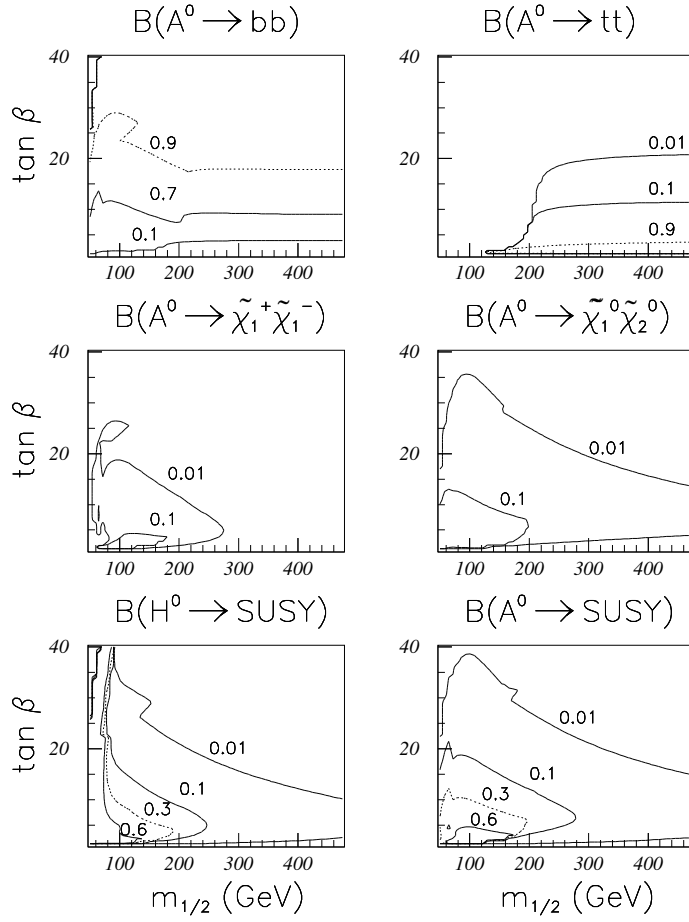 B(A⁰ → bb) B(A⁰ → tt)
40 40
0.9 0.01
tan β 20 tan β 20
0.7 0.1
0.1 0.9
100 200 300 400 100 200 300 400
B(A⁰ → χ̃₁⁺χ̃₁⁻) B(A⁰ → χ̃₁⁰χ̃₂⁰)
40 40
tan β 20 0.01 tan β 20 0.01
0.1 0.1
100 200 300 400 100 200 300 400
B(H⁰ → SUSY) B(A⁰ → SUSY)
40 40
tan β 20 0.01 tan β 20 0.01
0.1 0.1
0.3 0.3
0.6 0.6
100 200 300 400 100 200 300 400
m₁/₂ (GeV) m₁/₂ (GeV)